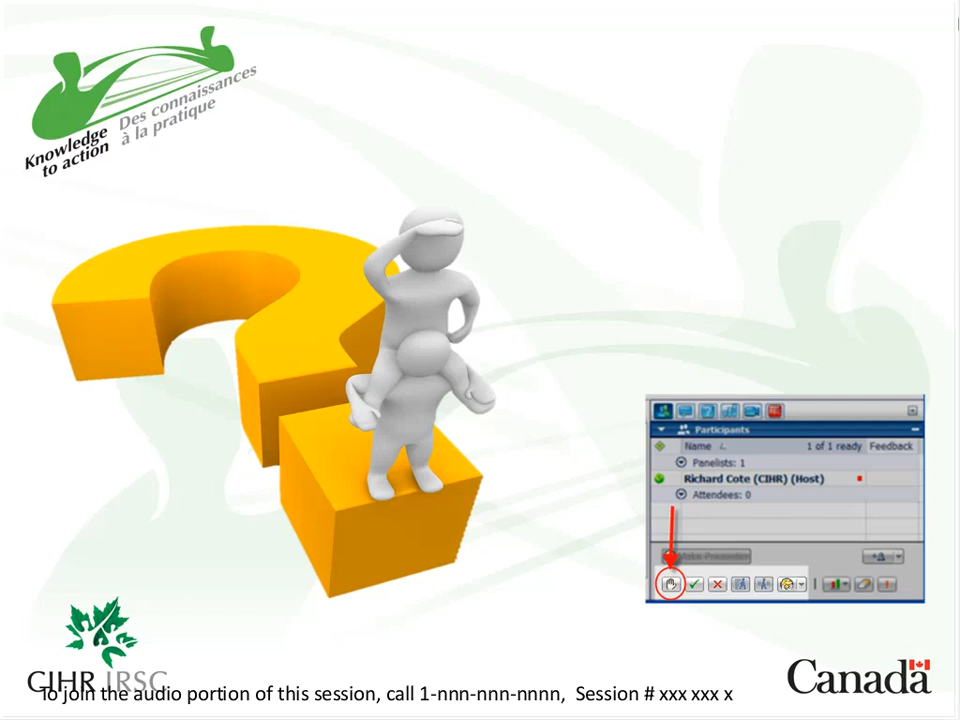 Knowledge
to action
Des connaissances
à la pratique
Participants
Name 1 of 1 ready Feedback
Panelists: 1
Richard Cote (CIHR) (Host)
Attendees: 0
Make Presenter
CIHR IRSC
To join the audio portion of this session, call 1-nnn-nnn-nnnn, Session # xxx xxx x
Canada